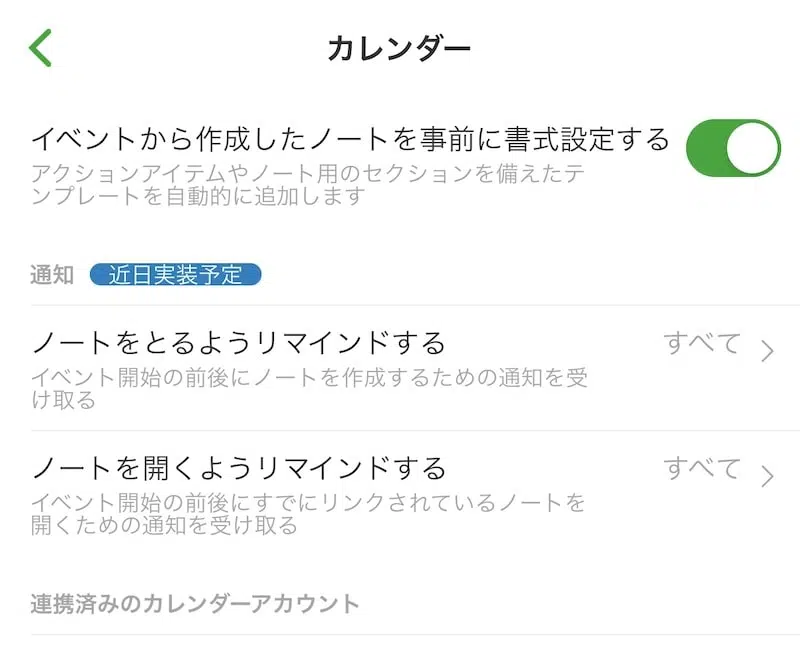 カレンダー
イベントから作成したノートを事前に書式設定する
アクションアイテムやノート用のセクションを備えたテ
ンプレートを自動的に追加します
通知 近日実装予定
ノートをとるようリマインドする すべて
イベント開始の前後にノートを作成するための通知を受
け取る
ノートを開くようリマインドする すべて
イベント開始の前後にすでにリンクされているノートを
開くための通知を受け取る
連携済みのカレンダーアカウント